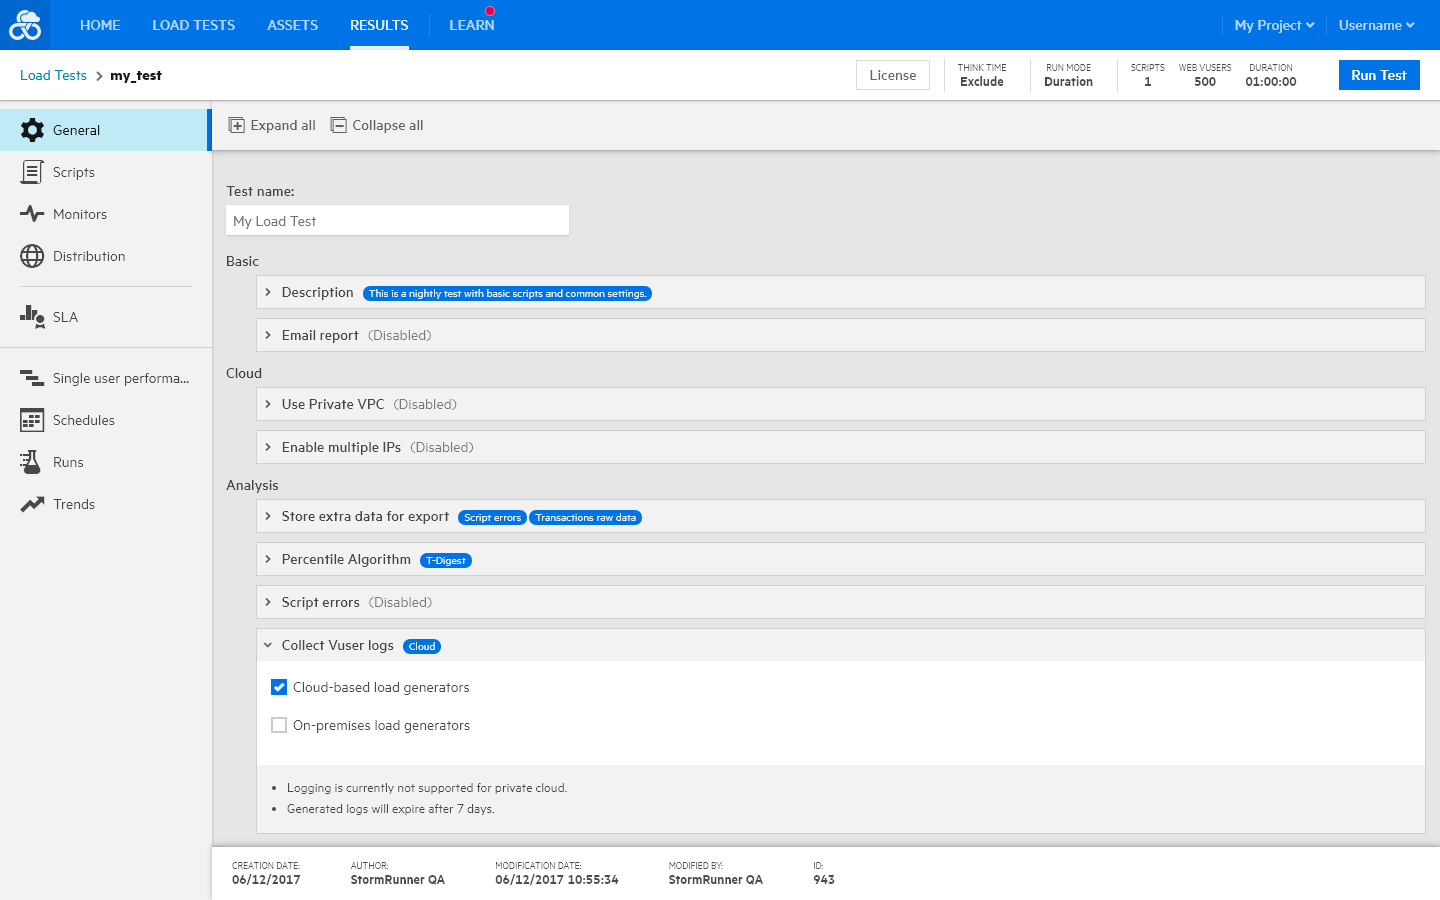 HOME LOAD TESTS ASSETS RESULTS LEARN My Project Username
Load Tests > my_test License THINK TIME RUN MODE SCRIPTS WEB VUSERS DURATION Run Test
Exclude Duration 1 500 01:00:00
General
Scripts
Monitors
Distribution
SLA
Single user performa...
Schedules
Runs
Trends
Expand all Collapse all
Test name:
My Load Test
Basic
Description This is a nightly test with basic scripts and common settings.
Email report (Disabled)
Cloud
Use Private VPC (Disabled)
Enable multiple IPs (Disabled)
Analysis
Store extra data for export Script errors Transactions raw data
Percentile Algorithm T-Digest
Script errors (Disabled)
Collect Vuser logs Cloud
Cloud-based load generators
On-premises load generators
• Logging is currently not supported for private cloud.
• Generated logs will expire after 7 days.
CREATION DATE: AUTHOR: MODIFICATION DATE: MODIFIED BY: ID:
06/12/2017 StormRunner QA 06/12/2017 10:55:34 StormRunner QA 943